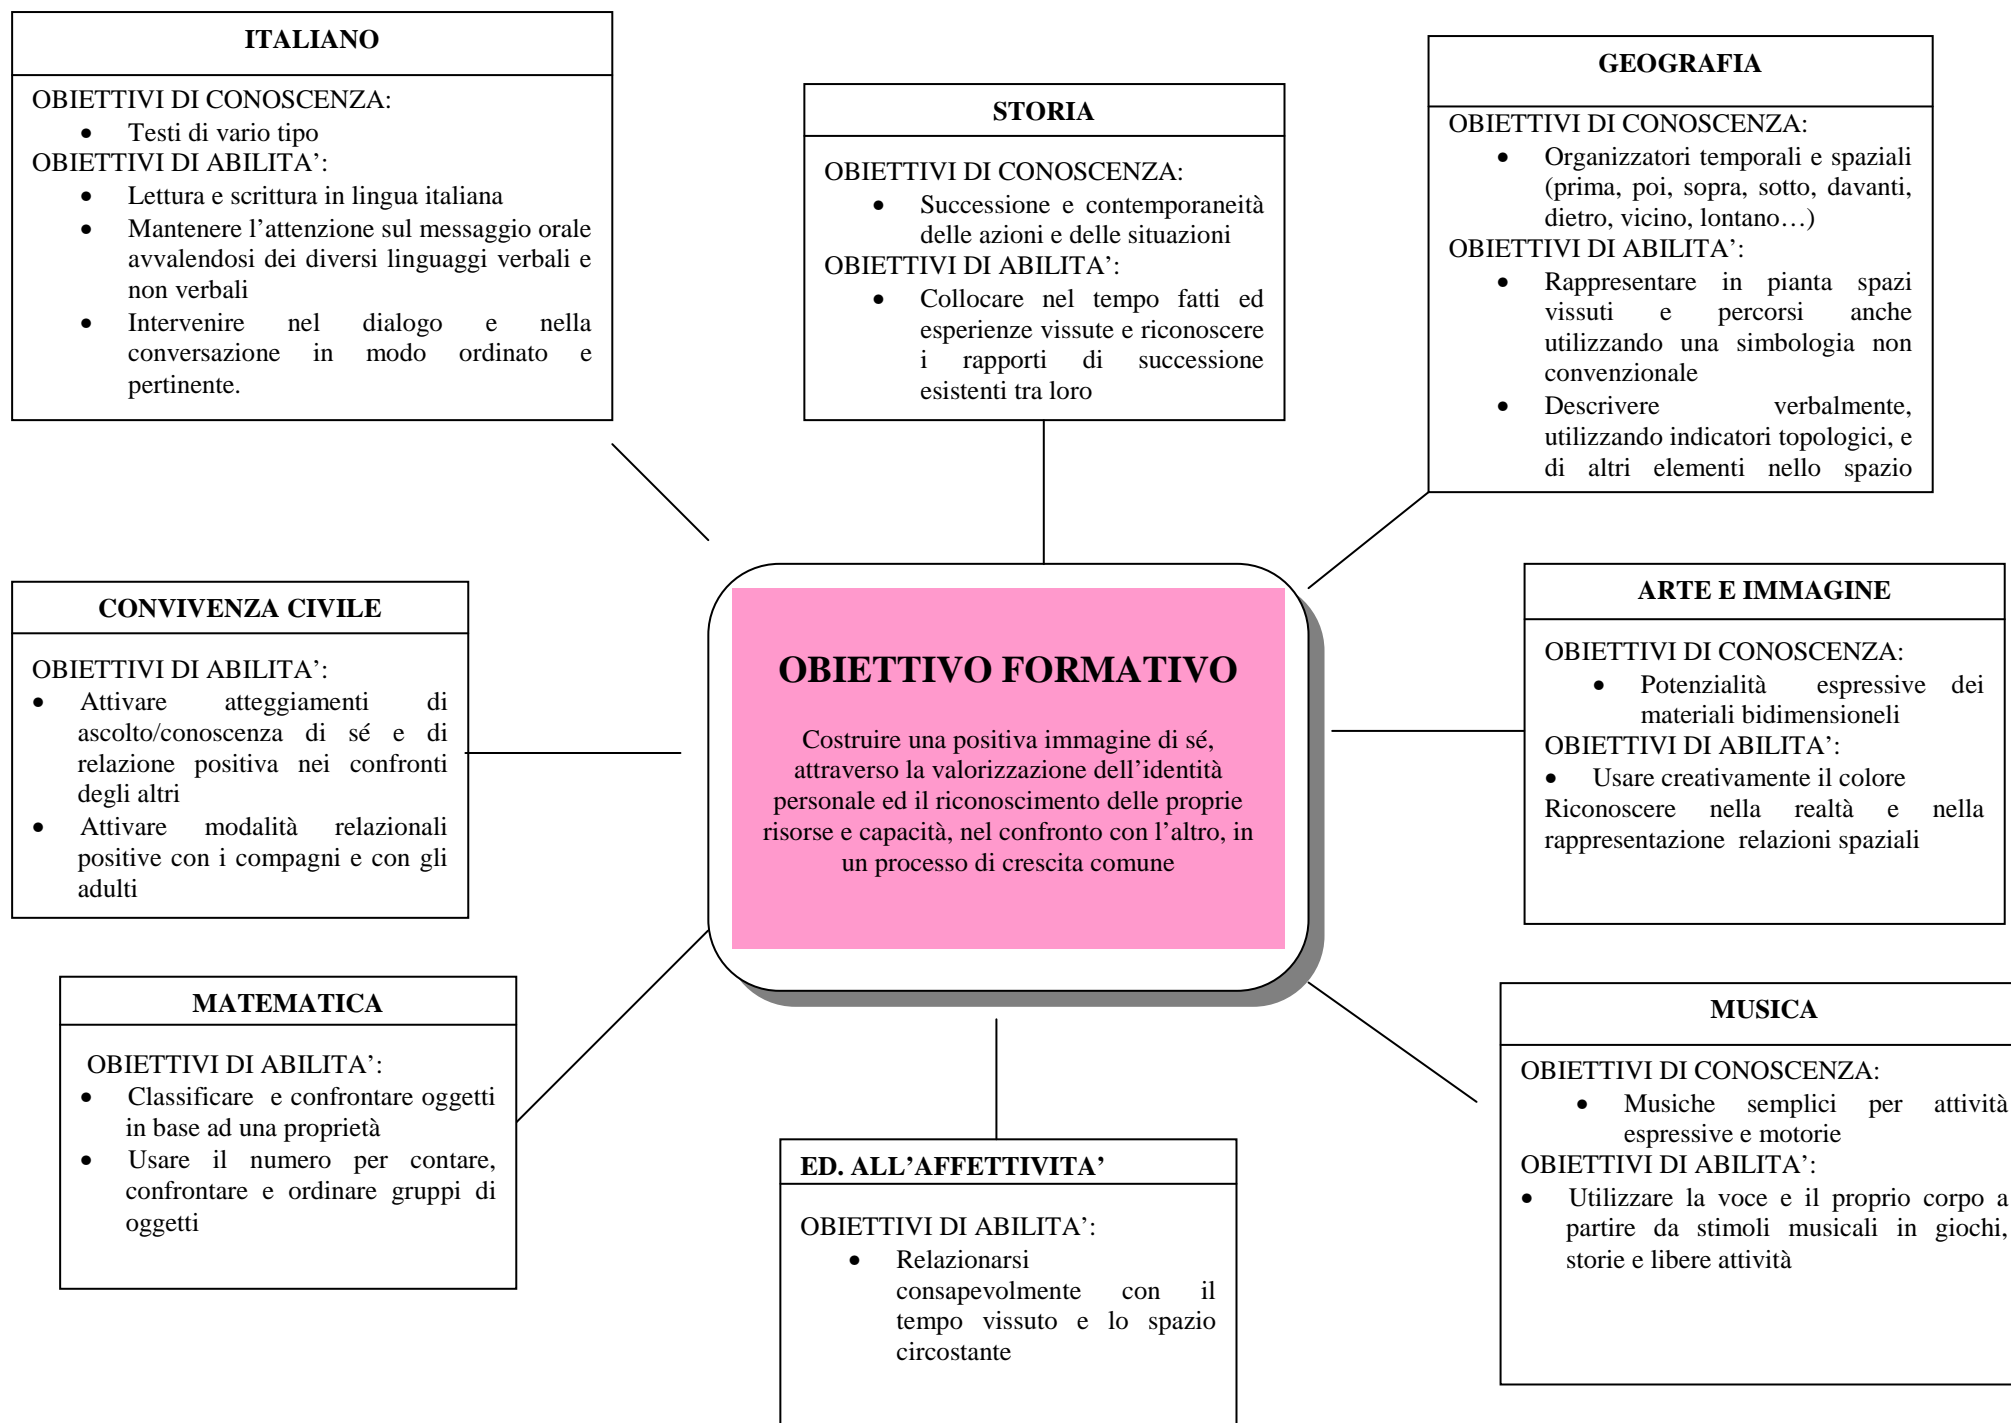 ITALIANO
OBIETTIVI DI CONOSCENZA:
• Testi di vario tipo
OBIETTIVI DI ABILITA’:
• Lettura e scrittura in lingua italiana
• Mantenere l’attenzione sul messaggio orale
avvalendosi dei diversi linguaggi verbali e
non verbali
• Intervenire nel dialogo e nella
conversazione in modo ordinato e
pertinente.
STORIA
OBIETTIVI DI CONOSCENZA:
• Successione e contemporaneità
delle azioni e delle situazioni
OBIETTIVI DI ABILITA’:
• Collocare nel tempo fatti ed
esperienze vissute e riconoscere
i rapporti di successione
esistenti tra loro
GEOGRAFIA
OBIETTIVI DI CONOSCENZA:
• Organizzatori temporali e spaziali
(prima, poi, sopra, sotto, davanti,
dietro, vicino, lontano…)
OBIETTIVI DI ABILITA’:
• Rappresentare in pianta spazi
vissuti e percorsi anche
utilizzando una simbologia non
convenzionale
• Descrivere verbalmente,
utilizzando indicatori topologici, e
di altri elementi nello spazio
CONVIVENZA CIVILE
OBIETTIVI DI ABILITA’:
• Attivare atteggiamenti di
ascolto/conoscenza di sé e di
relazione positiva nei confronti
degli altri
• Attivare modalità relazionali
positive con i compagni e con gli
adulti
OBIETTIVO FORMATIVO
Costruire una positiva immagine di sé,
attraverso la valorizzazione dell’identità
personale ed il riconoscimento delle proprie
risorse e capacità, nel confronto con l’altro, in
un processo di crescita comune
ARTE E IMMAGINE
OBIETTIVI DI CONOSCENZA:
• Potenzialità espressive dei
materiali bidimensioneli
OBIETTIVI DI ABILITA’:
• Usare creativamente il colore
Riconoscere nella realtà e nella
rappresentazione relazioni spaziali
MATEMATICA
OBIETTIVI DI ABILITA’:
• Classificare e confrontare oggetti
in base ad una proprietà
• Usare il numero per contare,
confrontare e ordinare gruppi di
oggetti
ED. ALL’AFFETTIVITA’
OBIETTIVI DI ABILITA’:
• Relazionarsi
consapevolmente con il
tempo vissuto e lo spazio
circostante
MUSICA
OBIETTIVI DI CONOSCENZA:
• Musiche semplici per attività
espressive e motorie
OBIETTIVI DI ABILITA’:
• Utilizzare la voce e il proprio corpo a
partire da stimoli musicali in giochi,
storie e libere attività